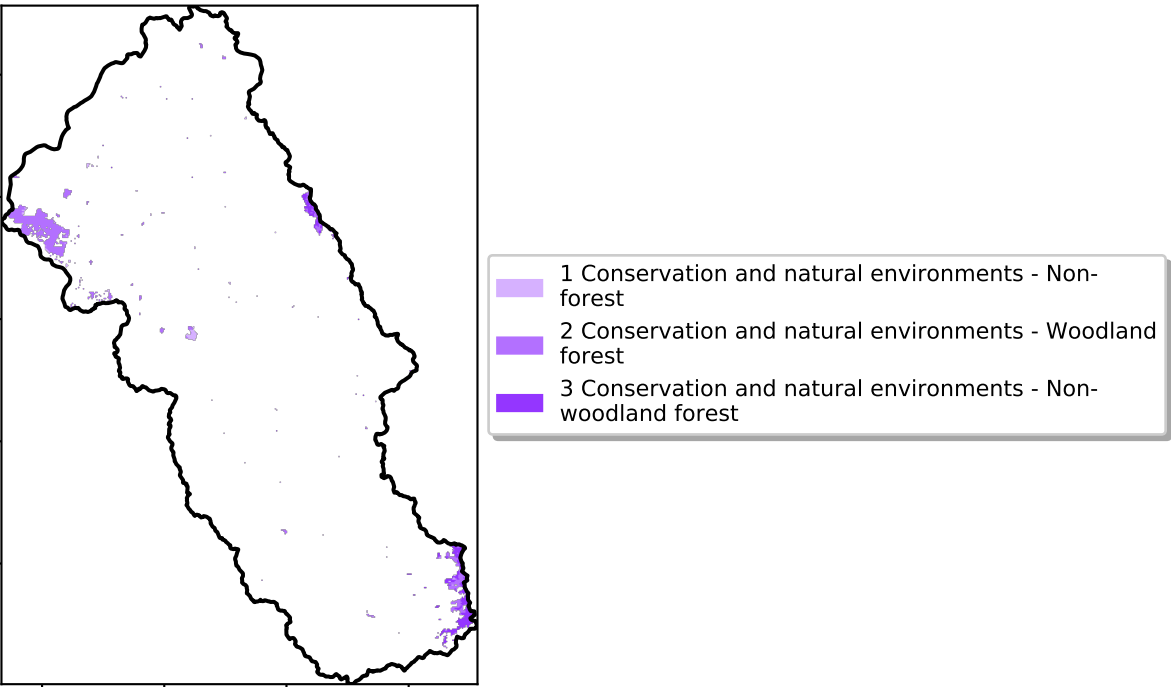 1 Conservation and natural environments - Non-
forest
2 Conservation and natural environments - Woodland
forest
3 Conservation and natural environments - Non-
woodland forest